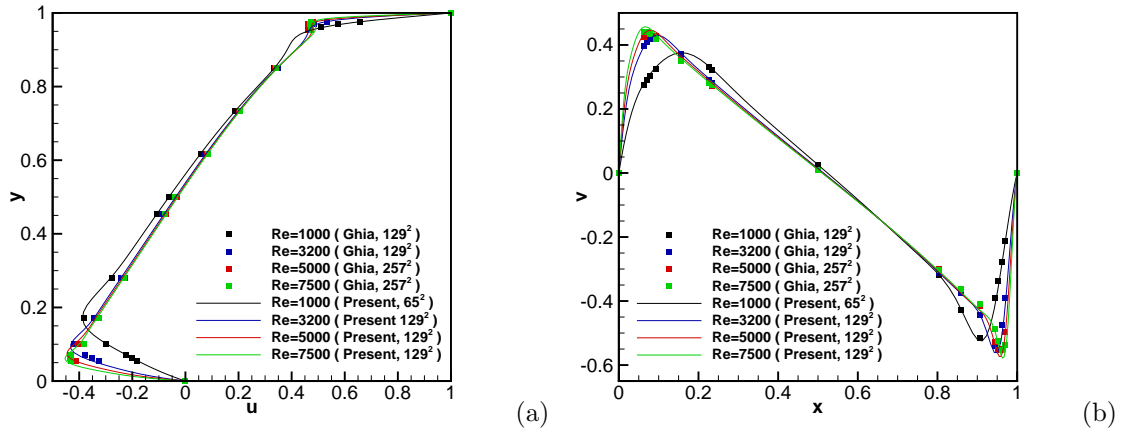 y
1
0.8
0.6
0.4
0.2
0
-0.4
-0.2
0
0.2
0.4
0.6
0.8
1
u
Re=1000 ( Ghia, 129²)
Re=3200 ( Ghia, 129²)
Re=5000 ( Ghia, 257²)
Re=7500 ( Ghia, 257²)
Re=1000 ( Present, 65²)
Re=3200 ( Present 129²)
Re=5000 ( Present, 129²)
Re=7500 ( Present, 129²)
(a)
v
0.4
0.2
0
-0.2
-0.4
-0.6
0
0.2
0.4
0.6
0.8
1
x
Re=1000 ( Ghia, 129²)
Re=3200 ( Ghia, 129²)
Re=5000 ( Ghia, 257²)
Re=7500 ( Ghia, 257²)
Re=1000 ( Present, 65²)
Re=3200 ( Present, 129²)
Re=5000 ( Present, 129²)
Re=7500 ( Present, 129²)
(b)